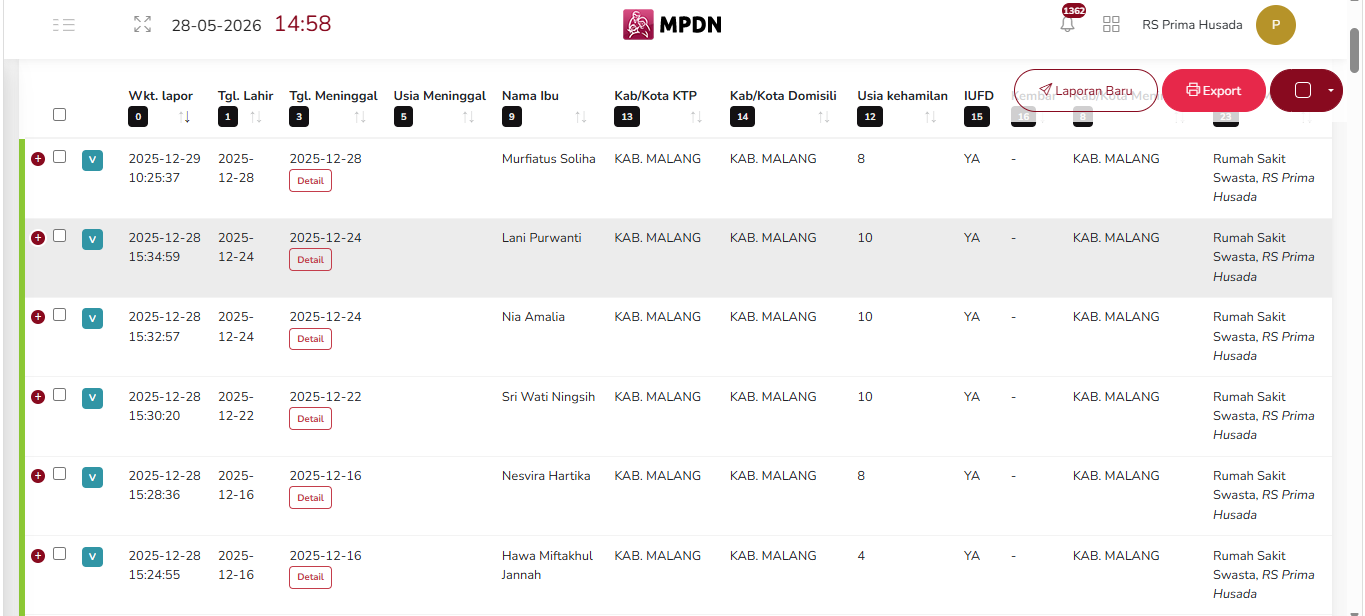 28-05-2026 14:58 MPDN 1362 RS Prima Husada P
Laporan Baru Export
Wkt. lapor Tgl. Lahir Tgl. Meninggal Usia Meninggal Nama Ibu Kab/Kota KTP Kab/Kota Domisili Usia kehamilan IUFD Kembar
0 1 3 5 9 13 14 12 15 16 8 23
V 2025-12-29 2025- 2025-12-28 Murfiatus Soliha KAB. MALANG KAB. MALANG 8 YA - KAB. MALANG Rumah Sakit
10:25:37 12-28 Detail Swasta, RS Prima
Husada
V 2025-12-28 2025- 2025-12-24 Lani Purwanti KAB. MALANG KAB. MALANG 10 YA - KAB. MALANG Rumah Sakit
15:34:59 12-24 Detail Swasta, RS Prima
Husada
V 2025-12-28 2025- 2025-12-24 Nia Amalia KAB. MALANG KAB. MALANG 10 YA - KAB. MALANG Rumah Sakit
15:32:57 12-24 Detail Swasta, RS Prima
Husada
V 2025-12-28 2025- 2025-12-22 Sri Wati Ningsih KAB. MALANG KAB. MALANG 10 YA - KAB. MALANG Rumah Sakit
15:30:20 12-22 Detail Swasta, RS Prima
Husada
V 2025-12-28 2025- 2025-12-16 Nesvira Hartika KAB. MALANG KAB. MALANG 8 YA - KAB. MALANG Rumah Sakit
15:28:36 12-16 Detail Swasta, RS Prima
Husada
V 2025-12-28 2025- 2025-12-16 Hawa Miftakhul KAB. MALANG KAB. MALANG 4 YA - KAB. MALANG Rumah Sakit
15:24:55 12-16 Detail Jannah Swasta, RS Prima
Husada